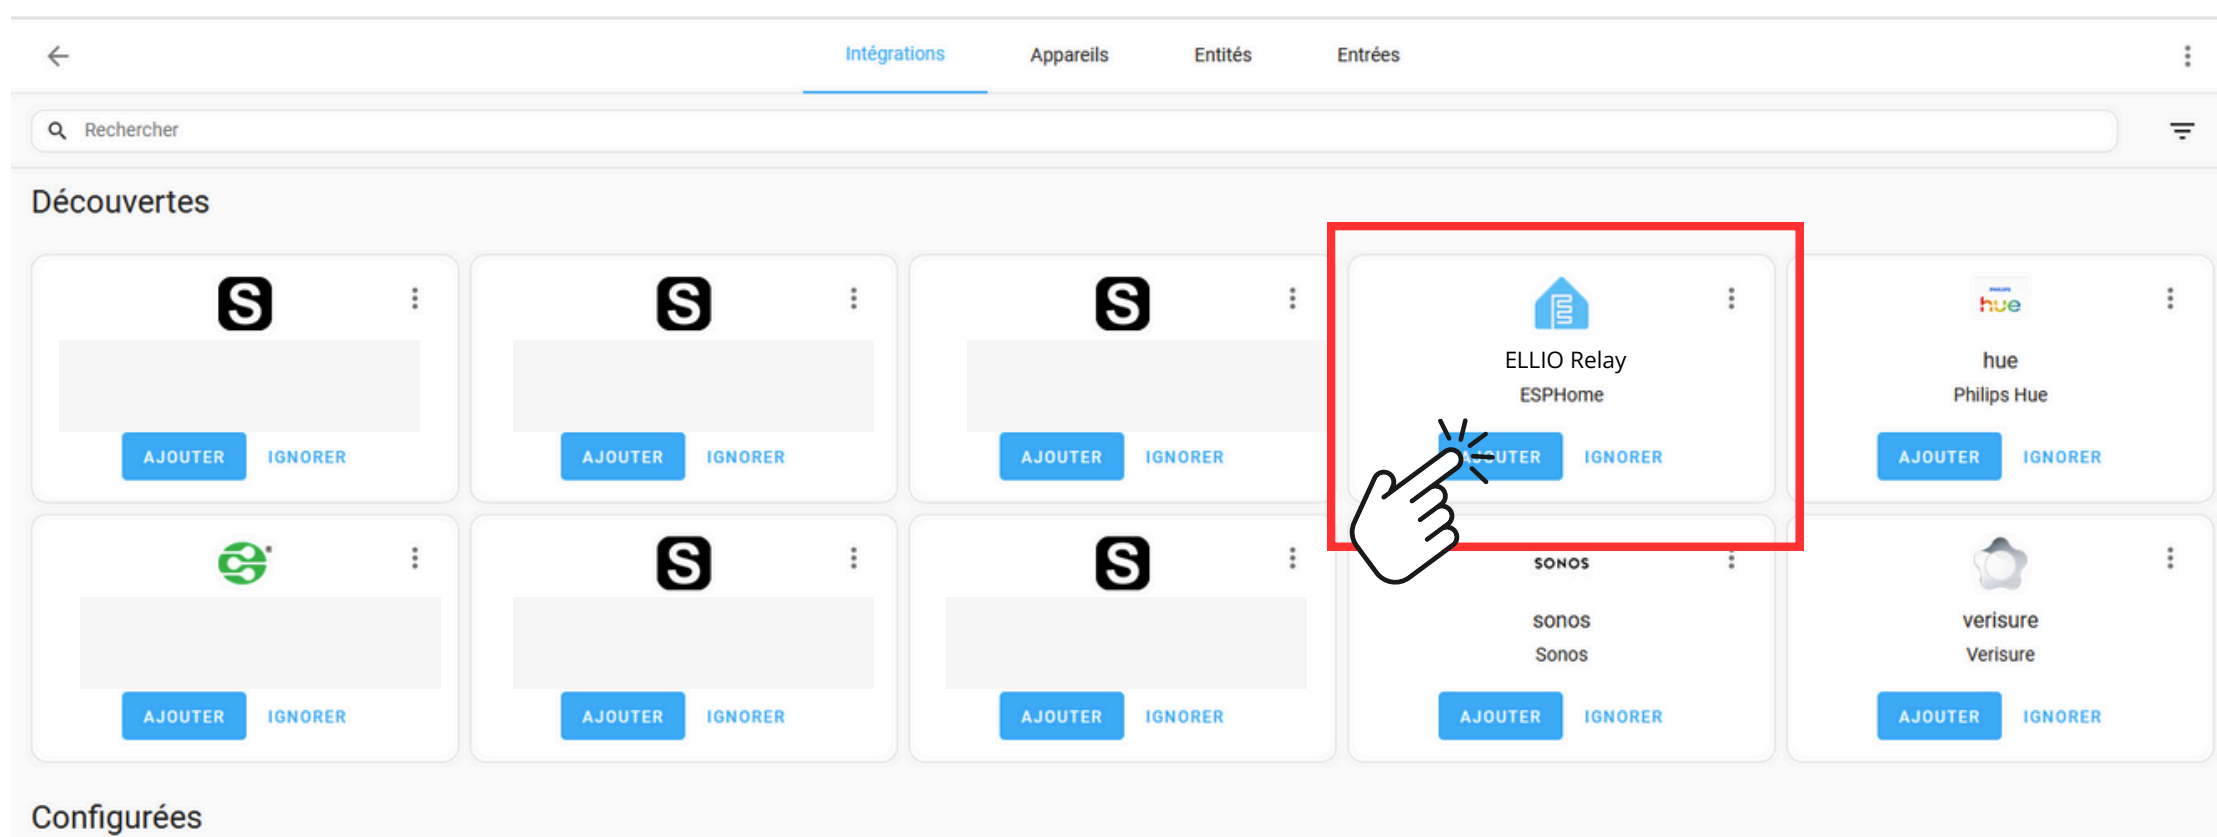 Intégrations Appareils Entités Entrées
Rechercher
Découvertes
S S S PHILIPS hue
ELLIO Relay hue
ESPHome Philips Hue
AJOUTER IGNORER AJOUTER IGNORER AJOUTER IGNORER AJOUTER IGNORER AJOUTER IGNORER
S S SONOS
sonos verisure
Sonos Verisure
AJOUTER IGNORER AJOUTER IGNORER AJOUTER IGNORER AJOUTER IGNORER AJOUTER IGNORER
Configurées